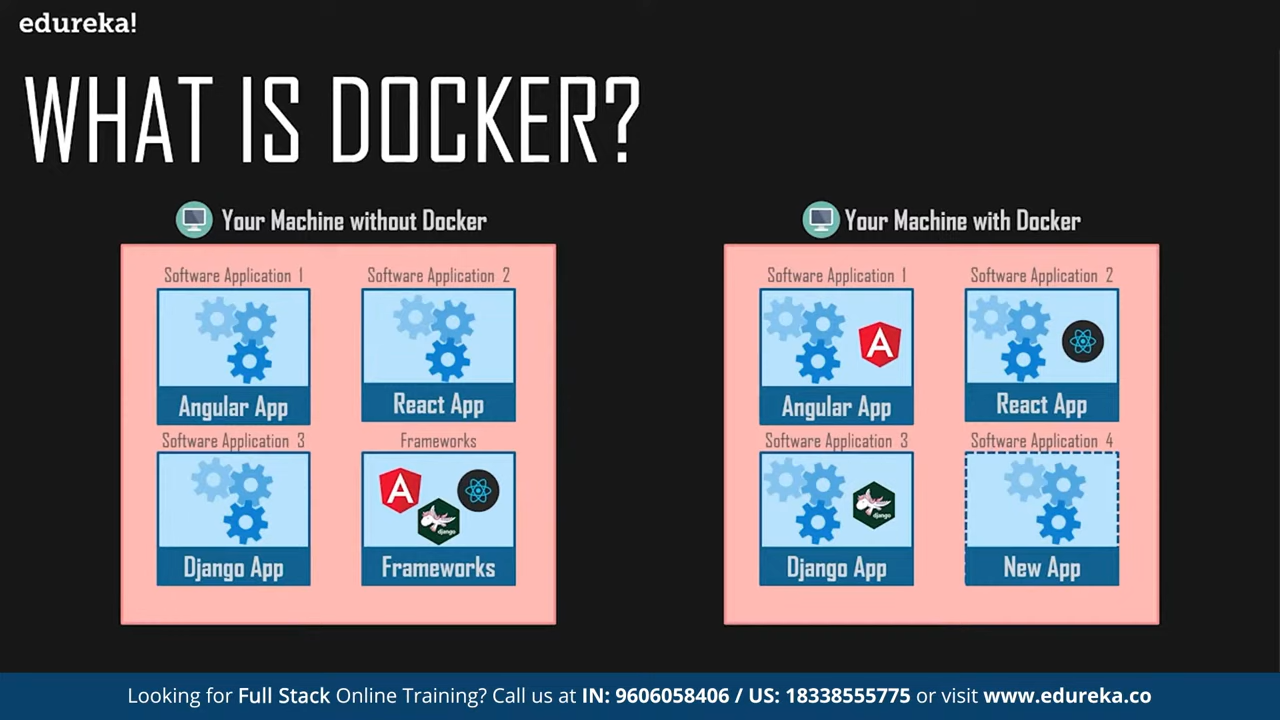 edureka!
WHAT IS DOCKER?
Your Machine without Docker
Software Application 1
Software Application 2
Angular App
React App
Software Application 3
Frameworks
django
Django App
Frameworks
Your Machine with Docker
Software Application 1
Software Application 2
Angular App
React App
Software Application 3
Software Application 4
django
Django App
New App
Looking for Full Stack Online Training? Call us at IN: 9606058406 / US: 18338555775 or visit www.edureka.co